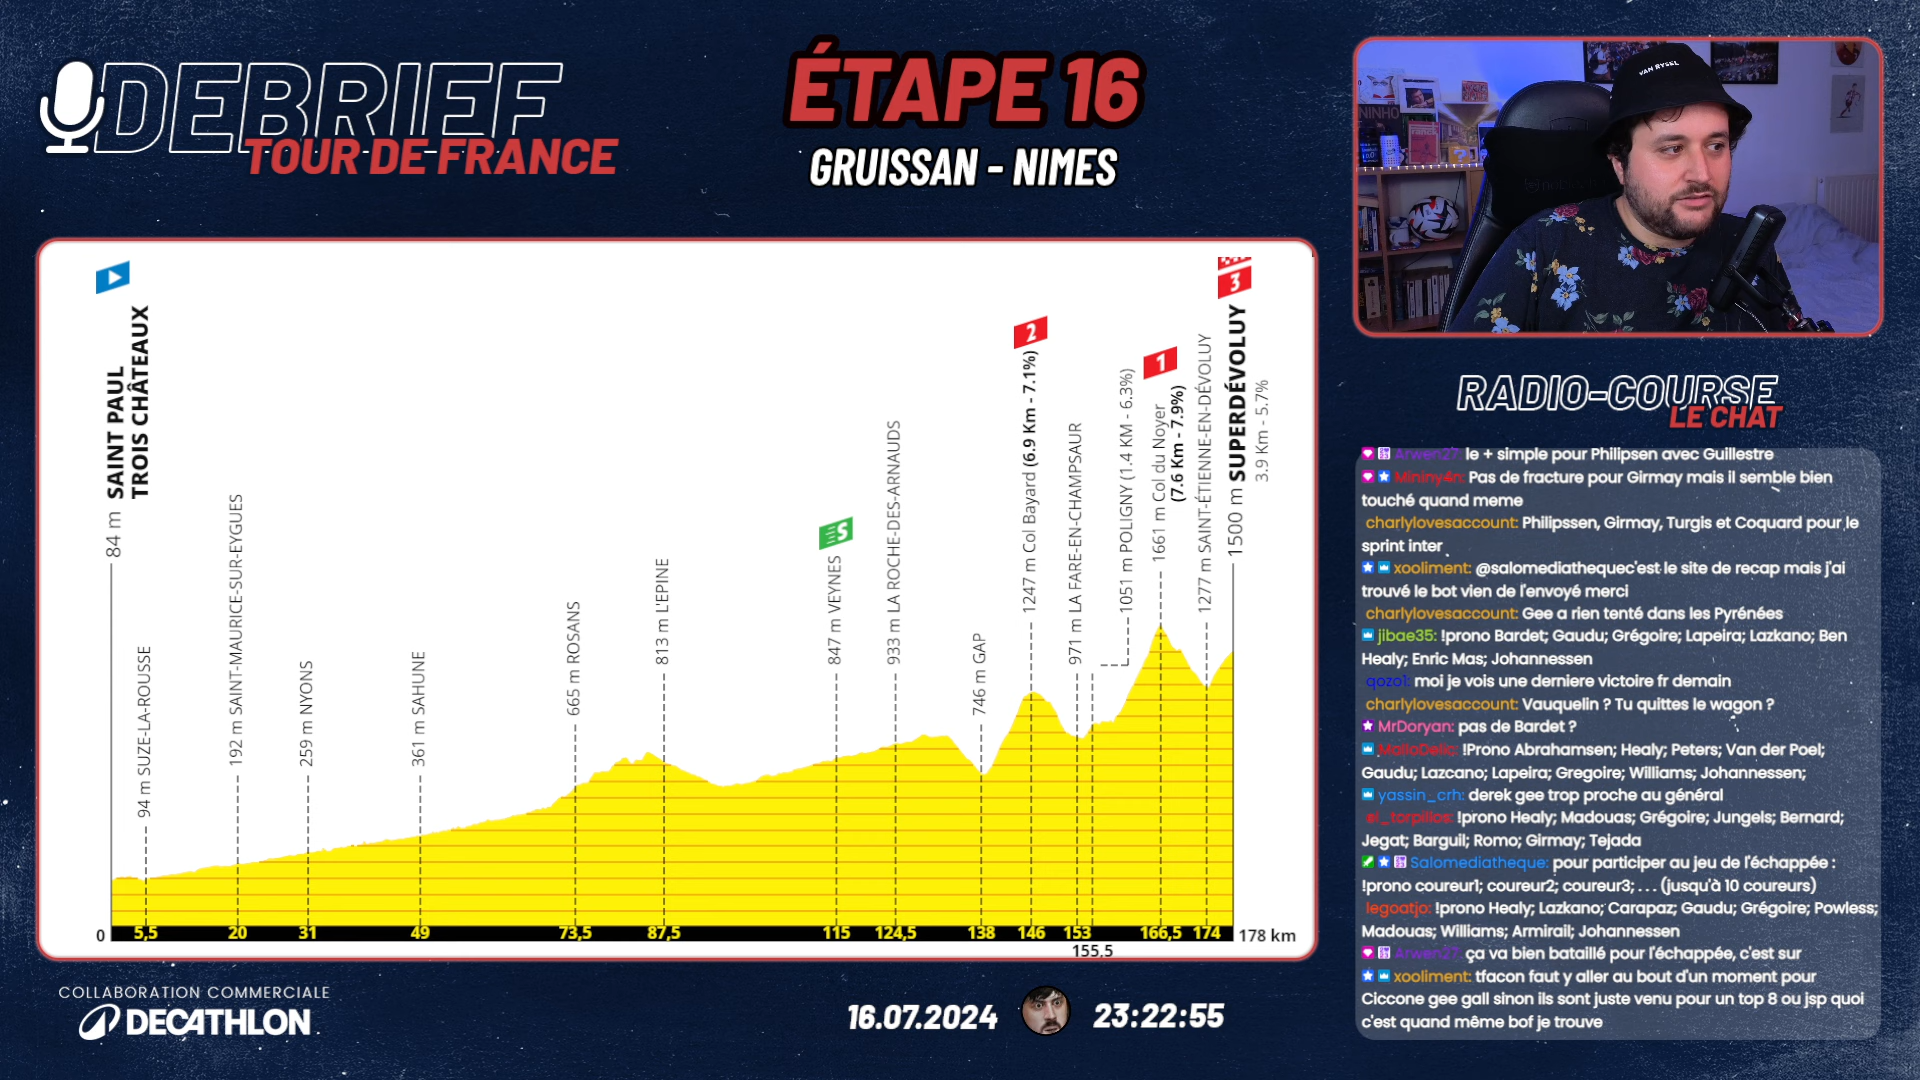 DEBRIEF
TOUR DE FRANCE
ÉTAPE 16
GRUISSAN - NIMES
VAN RYSEL
84 m SAINT PAUL
TROIS CHÂTEAUX
94 m SUZE-LA-ROUSSE
192 m SAINT-MAURICE-SUR-EYGUES
259 m NYONS
361 m SAHUNE
665 m ROSANS
813 m L'EPINE
S
847 m VEYNES
933 m LA ROCHE-DES-ARNAUDS
746 m GAP
2
1247 m Col Bayard (6.9 Km - 7.1%)
971 m LA FARE-EN-CHAMPSAUR
1051 m POLIGNY (1.4 KM - 6.3%)
1
1661 m Col du Noyer
(7.6 Km - 7.9%)
1277 m SAINT-ÉTIENNE-EN-DÉVOLUY
3
1500 m SUPERDÉVOLUY
3.9 Km - 5.7%
0 5,5 20 31 49 73,5 87,5 115 124,5 138 146 153 166,5 174 178 km
155,5
COLLABORATION COMMERCIALE
DECATHLON
16.07.2024 23:22:55
RADIO-COURSE
LE CHAT
Arwen27: le + simple pour Philipsen avec Guillestre
Mininy4n: Pas de fracture pour Girmay mais il semble bien
touché quand meme
charlylovesaccount: Philipssen, Girmay, Turgis et Coquard pour le
sprint inter
xooliment: @salomediathequec'est le site de recap mais j'ai
trouvé le bot vien de l'envoyé merci
charlylovesaccount: Gee a rien tenté dans les Pyrénées
jibae35: !prono Bardet; Gaudu; Grégoire; Lapeira; Lazkano; Ben
Healy; Enric Mas; Johannessen
qozo1: moi je vois une derniere victoire fr demain
charlylovesaccount: Vauquelin ? Tu quittes le wagon ?
MrDoryan: pas de Bardet ?
!Prono Abrahamsen; Healy; Peters; Van der Poel;
Gaudu; Lazcano; Lapeira; Gregoire; Williams; Johannessen;
yassin_crh: derek gee trop proche au général
el_torpillos: !prono Healy; Madouas; Grégoire; Jungels; Bernard;
Jegat; Barguil; Romo; Girmay; Tejada
Salomediatheque: pour participer au jeu de l'échappée :
!prono coureur1; coureur2; coureur3; . . . (jusqu'à 10 coureurs)
legoatjo: !prono Healy; Lazkano; Carapaz; Gaudu; Grégoire; Powless;
Madouas; Williams; Armirail; Johannessen
Arwen27: ça va bien bataillé pour l'échappée, c'est sur
xooliment: tfacon faut y aller au bout d'un moment pour
Ciccone gee gall sinon ils sont juste venu pour un top 8 ou jsp quoi
c'est quand même bof je trouve